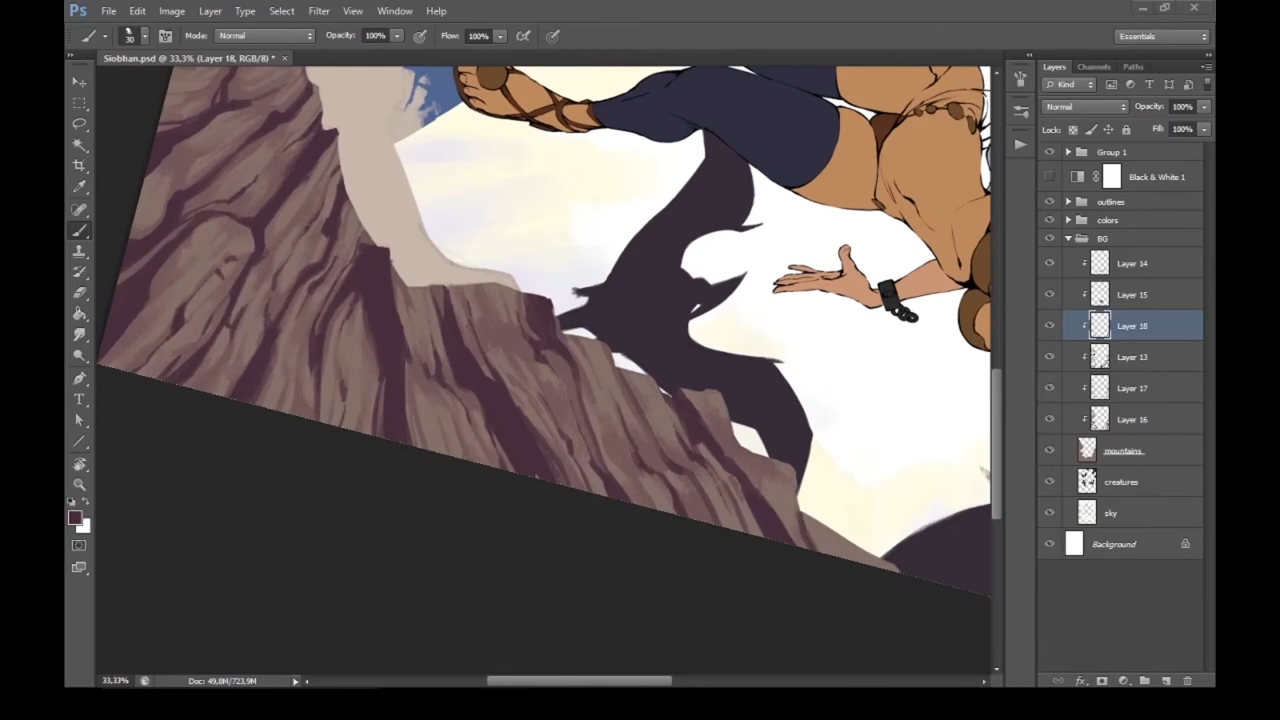 Ps File Edit Image Layer Type Select Filter View Window Help
30 Mode: Normal Opacity: 100% Flow: 100% Essentials
Siobhan.psd @ 33,3% (Layer 18, RGB/8) * ×
Layers Channels Paths
Kind
Normal Opacity: 100%
Lock: Fill: 100%
Group 1
Black & White 1
outlines
colors
BG
Layer 14
Layer 15
Layer 18
Layer 13
Layer 17
Layer 16
mountains
creatures
sky
Background
33,33% Doc: 49,8M/723,9M